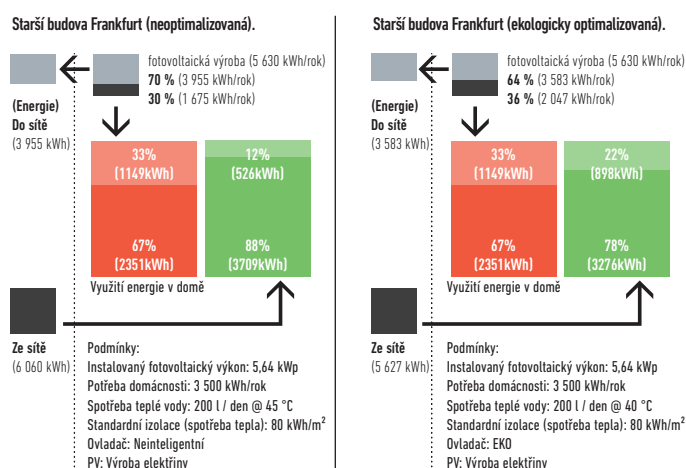 Starší budova Frankfurt (neoptimalizovaná).
fotovoltaická výroba (5 630 kWh/rok)
70 % (3 955 kWh/rok)
30 % (1 675 kWh/rok)
(Energie)
Do sítě
(3 955 kWh)
33%
(1149kWh)
12%
(526kWh)
67%
(2351kWh)
88%
(3709kWh)
Využití energie v domě
Ze sítě
(6 060 kWh)
Podmínky:
Instalovaný fotovoltaický výkon: 5,64 kWp
Potřeba domácnosti: 3 500 kWh/rok
Spotřeba teplé vody: 200 l / den @ 45 °C
Standardní izolace (spotřeba tepla): 80 kWh/m²
Ovladač: Neinteligentní
PV: Výroba elektřiny
Starší budova Frankfurt (ekologicky optimalizovaná).
fotovoltaická výroba (5 630 kWh/rok)
64 % (3 583 kWh/rok)
36 % (2 047 kWh/rok)
(Energie)
Do sítě
(3 583 kWh)
33%
(1149kWh)
22%
(898kWh)
67%
(2351kWh)
78%
(3276kWh)
Využití energie v domě
Ze sítě
(5 627 kWh)
Podmínky:
Instalovaný fotovoltaický výkon: 5,64 kWp
Potřeba domácnosti: 3 500 kWh/rok
Spotřeba teplé vody: 200 l / den @ 40 °C
Standardní izolace (spotřeba tepla): 80 kWh/m²
Ovladač: EKO
PV: Výroba elektřiny